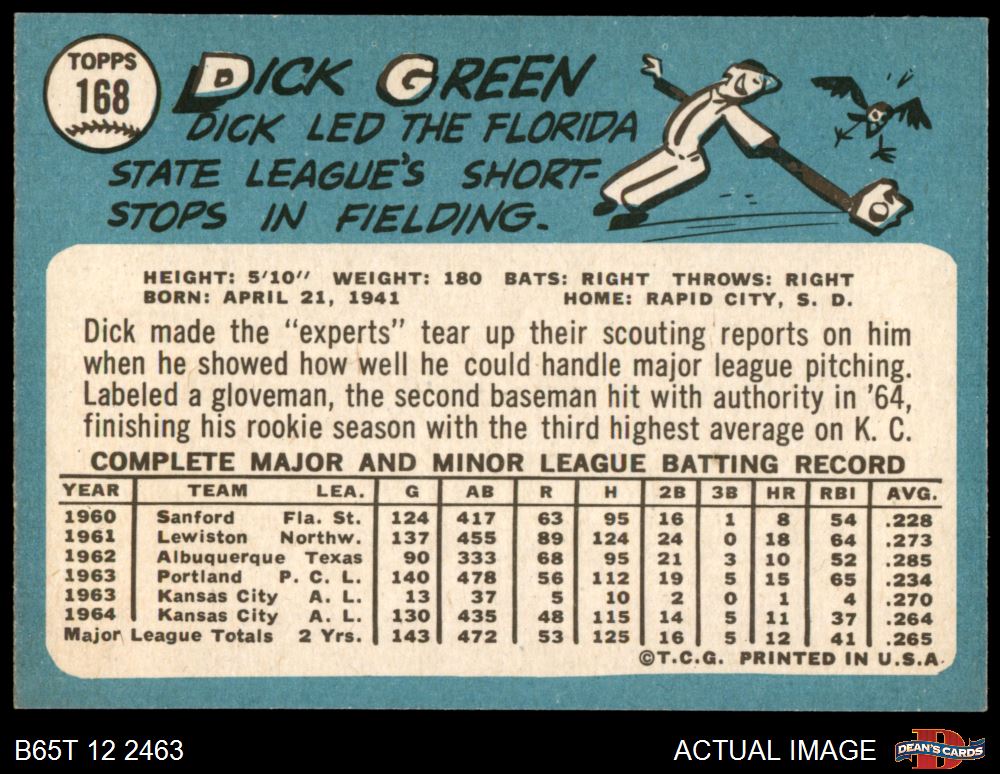 TOPPS
168
DICK GREEN
DICK LED THE FLORIDA
STATE LEAGUE'S SHORT-
STOPS IN FIELDING.
HEIGHT: 5'10" WEIGHT: 180 BATS: RIGHT THROWS: RIGHT
BORN: APRIL 21, 1941 HOME: RAPID CITY, S. D.
Dick made the "experts" tear up their scouting reports on him
when he showed how well he could handle major league pitching.
Labeled a gloveman, the second baseman hit with authority in '64,
finishing his rookie season with the third highest average on K. C.
COMPLETE MAJOR AND MINOR LEAGUE BATTING RECORD
YEAR TEAM LEA. G AB R H 2B 3B HR RBI AVG.
1960 Sanford Fla. St. 124 417 63 95 16 1 8 54 .228
1961 Lewiston Northw. 137 455 89 124 24 0 18 64 .273
1962 Albuquerque Texas 90 333 68 95 21 3 10 52 .285
1963 Portland P. C. L. 140 478 56 112 19 5 15 65 .234
1963 Kansas City A. L. 13 37 5 10 2 0 1 4 .270
1964 Kansas City A. L. 130 435 48 115 14 5 11 37 .264
Major League Totals 2 Yrs. 143 472 53 125 16 5 12 41 .265
©T.C.G. PRINTED IN U.S.A.
B65T 12 2463 ACTUAL IMAGE D DEAN'S CARDS